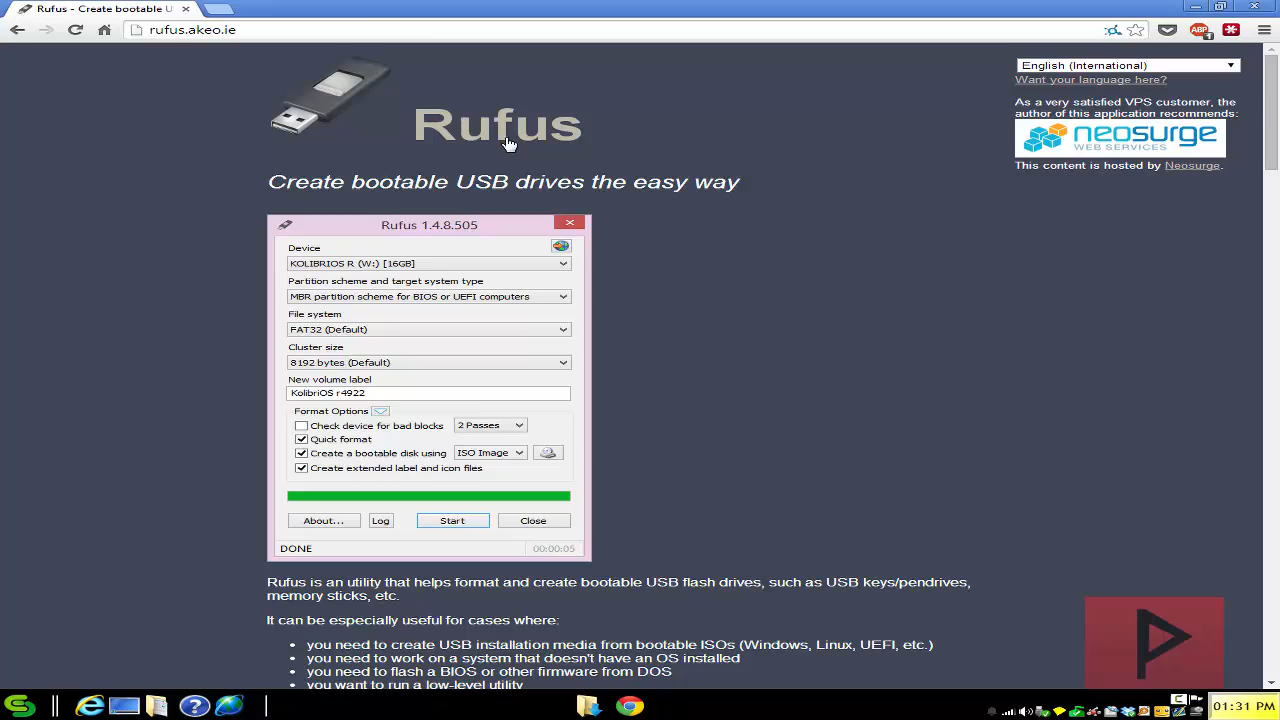 Rufus - Create bootable U
rufus.akeo.ie
ABP
1
Rufus
Create bootable USB drives the easy way
English (International)
Want your language here?
As a very satisfied VPS customer, the
author of this application recommends:
neosurge
WEB SERVICES
This content is hosted by Neosurge.
Rufus 1.4.8.505
Device
KOLIBRIOS R (W:) [16GB]
Partition scheme and target system type
MBR partition scheme for BIOS or UEFI computers
File system
FAT32 (Default)
Cluster size
8192 bytes (Default)
New volume label
KolibriOS r4922
Format Options
Check device for bad blocks
2 Passes
Quick format
Create a bootable disk using
ISO Image
Create extended label and icon files
About...
Log
Start
Close
DONE
00:00:05
Rufus is an utility that helps format and create bootable USB flash drives, such as USB keys/pendrives,
memory sticks, etc.
It can be especially useful for cases where:
• you need to create USB installation media from bootable ISOs (Windows, Linux, UEFI, etc.)
• you need to work on a system that doesn't have an OS installed
• you need to flash a BIOS or other firmware from DOS
• you want to run a low-level utility
P
01:31 PM